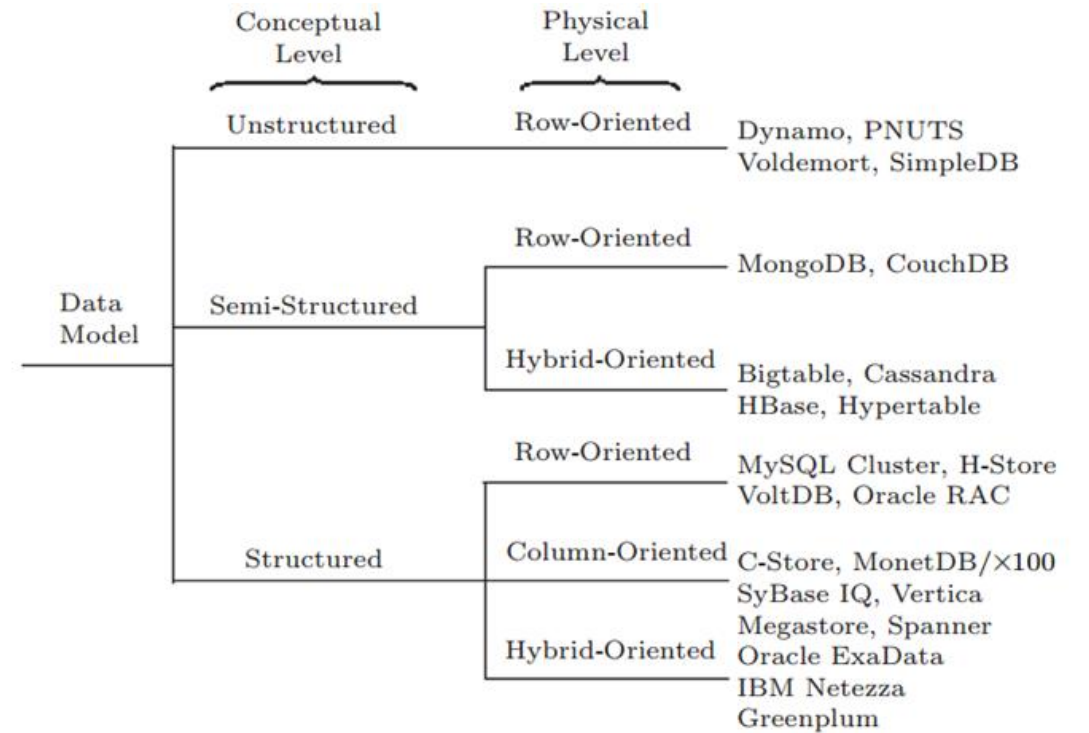 Conceptual Level
Physical Level
Unstructured
Row-Oriented
Dynamo, PNUTS
Voldemort, SimpleDB
Row-Oriented
MongoDB, CouchDB
Data
Model
Semi-Structured
Hybrid-Oriented
Bigtable, Cassandra
HBase, Hypertable
Row-Oriented
MySQL Cluster, H-Store
VoltDB, Oracle RAC
Structured
Column-Oriented
C-Store, MonetDB/×100
SyBase IQ, Vertica
Hybrid-Oriented
Megastore, Spanner
Oracle ExaData
IBM Netezza
Greenplum